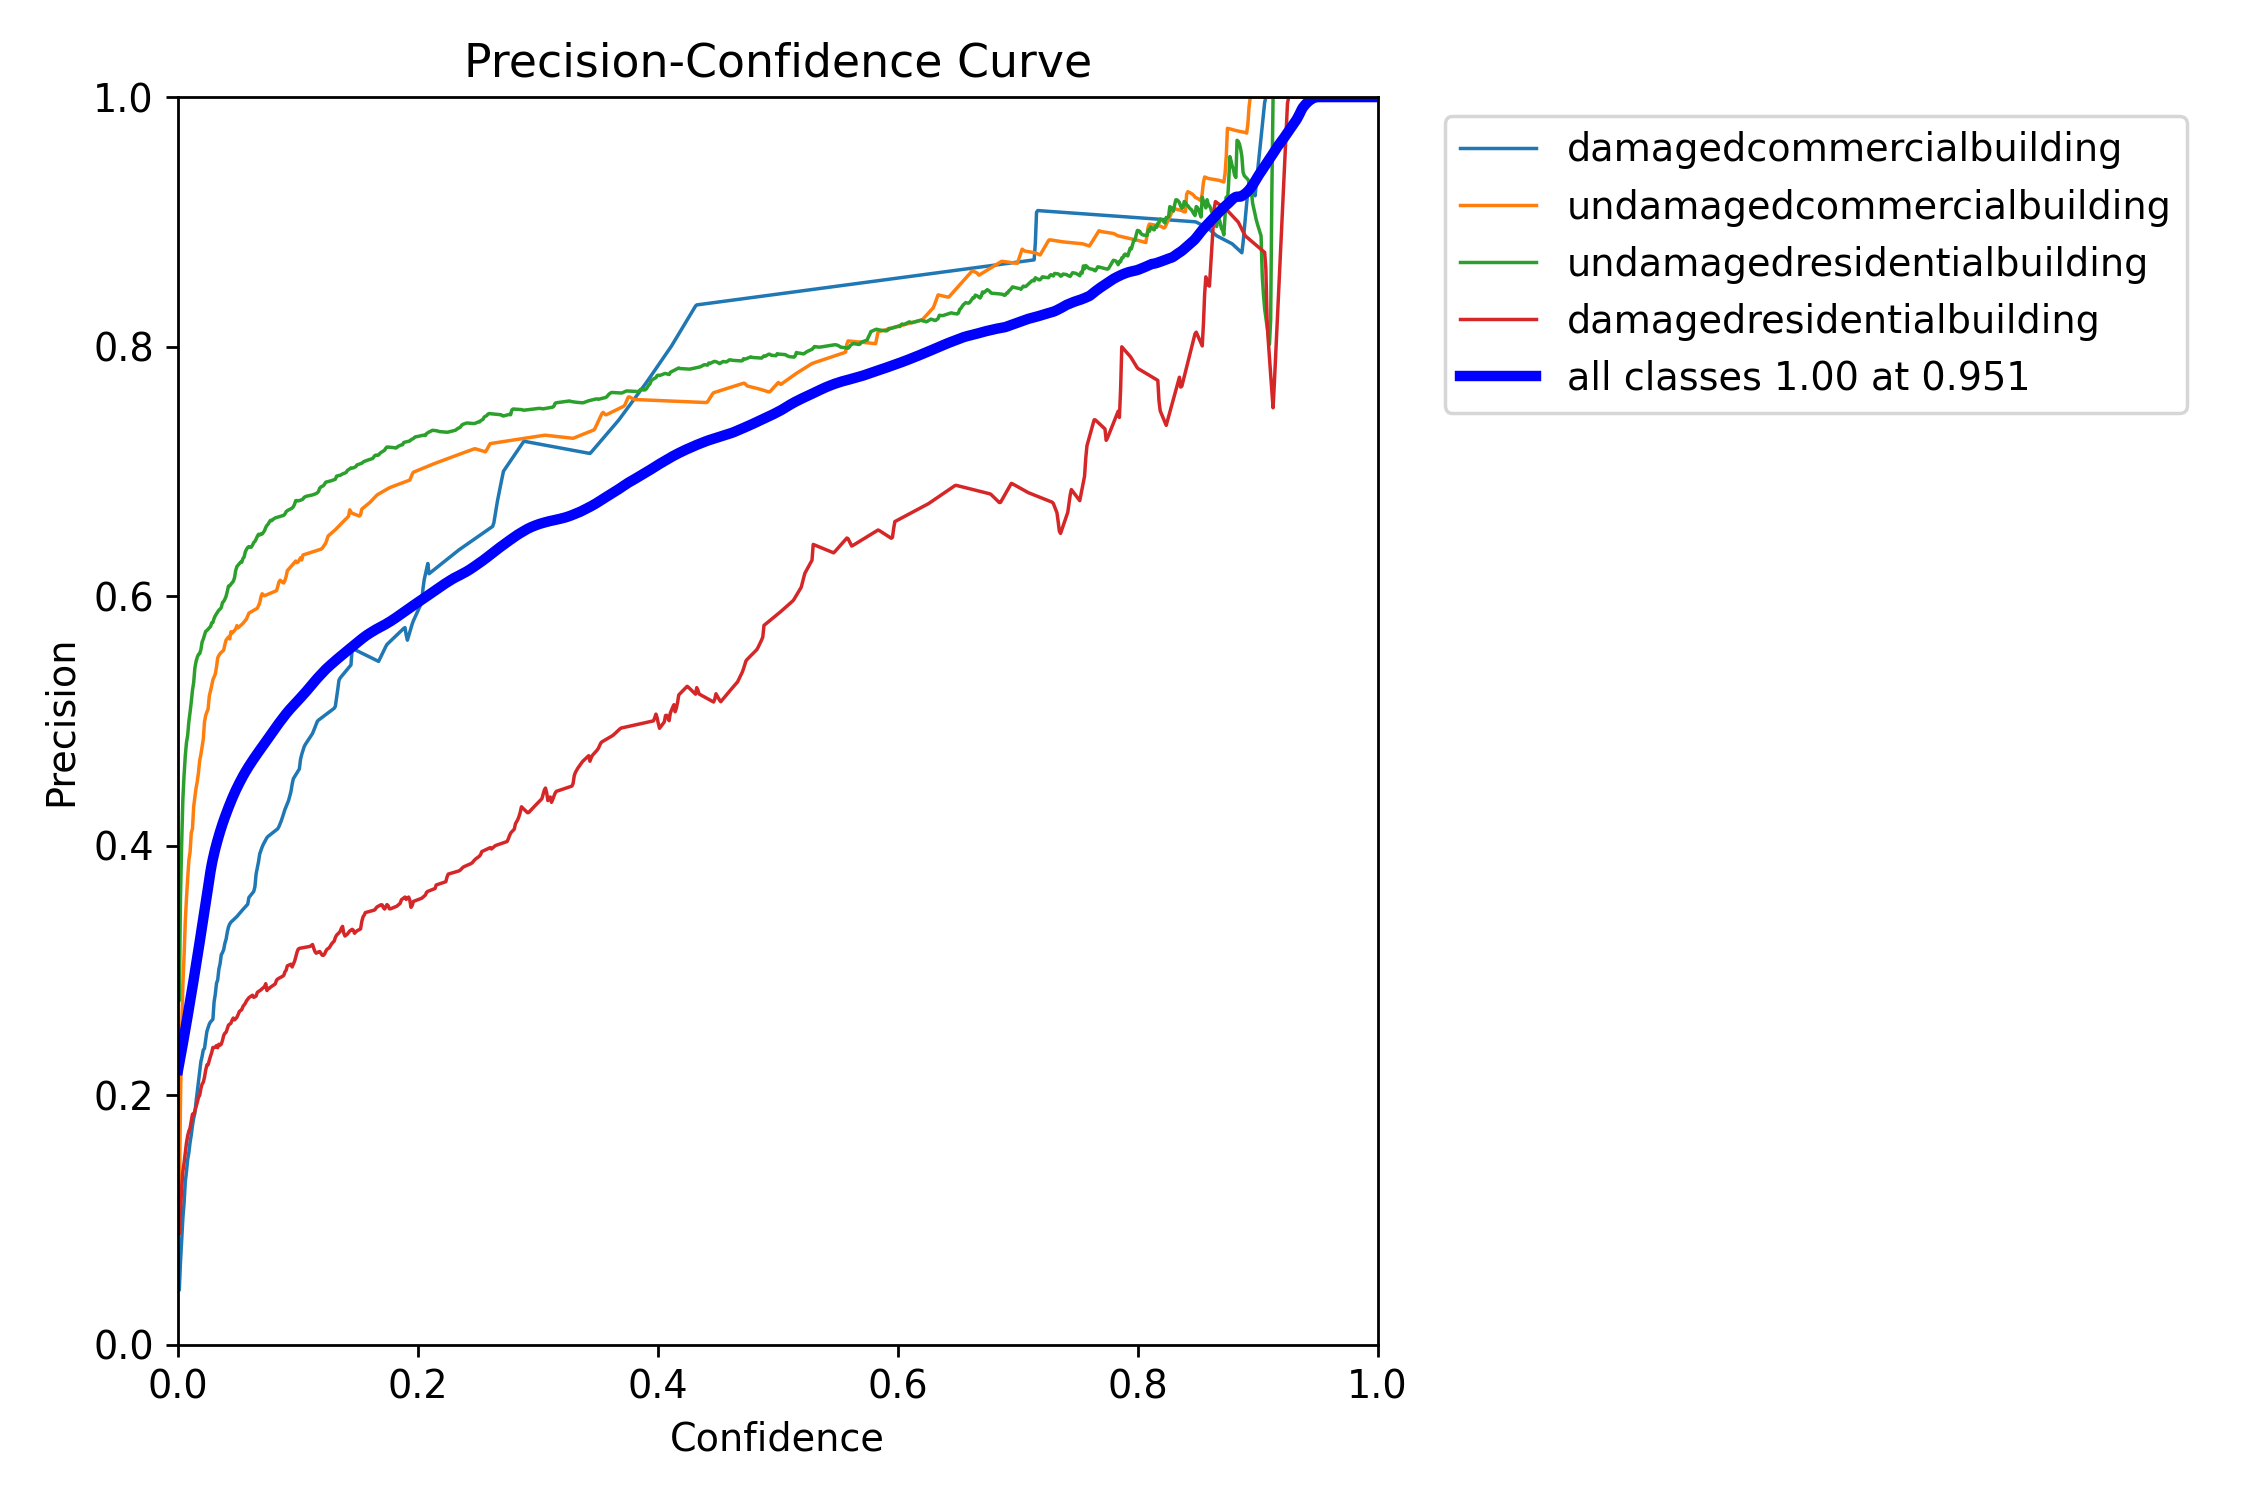 Precision-Confidence Curve
1.0
0.8
0.6
0.4
0.2
0.0
Precision
0.0 0.2 0.4 0.6 0.8 1.0
Confidence
damagedcommercialbuilding
undamagedcommercialbuilding
undamagedresidentialbuilding
damagedresidentialbuilding
all classes 1.00 at 0.951